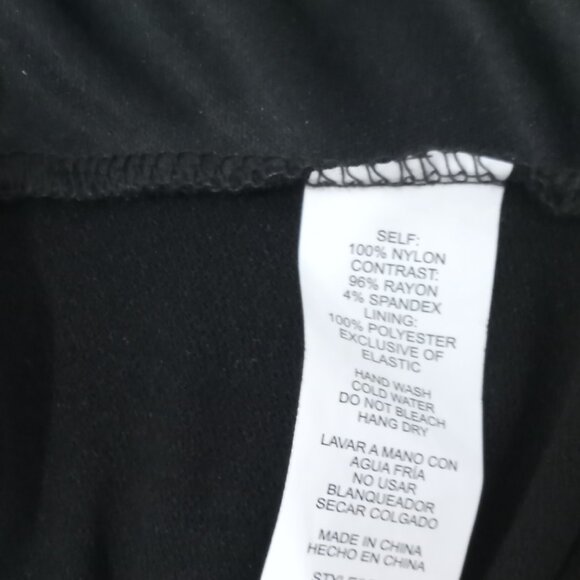 SELF:
100% NYLON
CONTRAST:
96% RAYON
4% SPANDEX
LINING:
100% POLYESTER
EXCLUSIVE OF
ELASTIC
HAND WASH
COLD WATER
DO NOT BLEACH
HANG DRY
LAVAR A MANO CON
AGUA FRÍA
NO USAR
BLANQUEADOR
SECAR COLGADO
MADE IN CHINA
HECHO EN CHINA